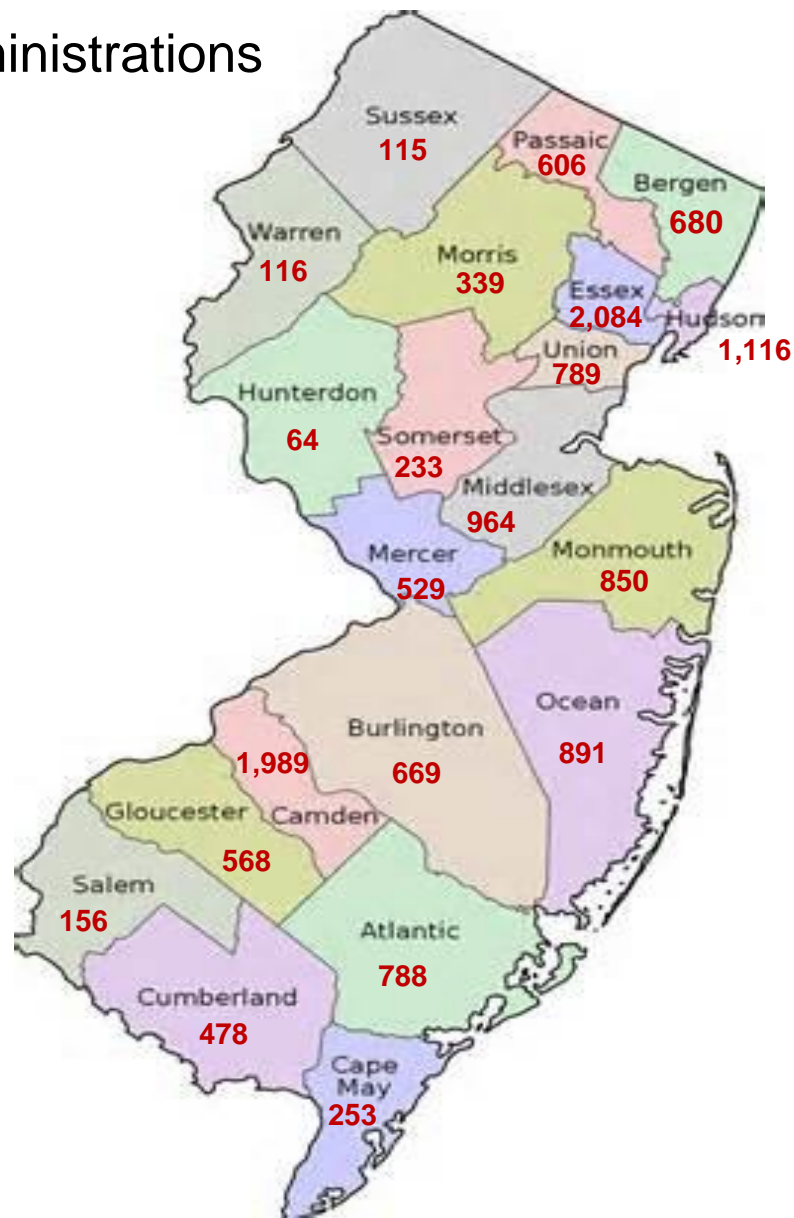 ministrations
Sussex
115
Passaic
606
Bergen
680
Warren
116
Morris
339
Essex
2,084
Hudson
1,116
Union
789
Hunterdon
64
Somerset
233
Middlesex
964
Mercer
529
Monmouth
850
Ocean
891
Burlington
669
1,989
Camden
Gloucester
568
Salem
156
Atlantic
788
Cumberland
478
Cape
May
253